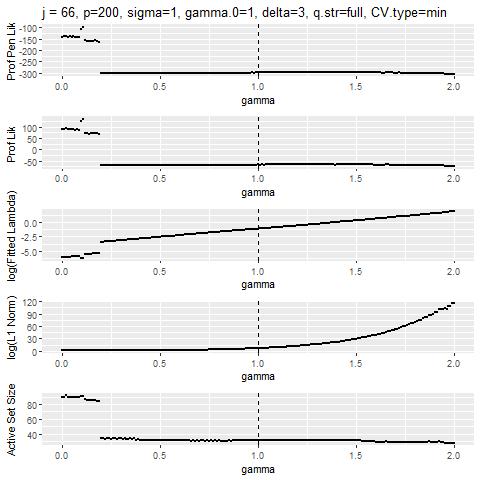 j = 66, p=200, sigma=1, gamma.0=1, delta=3, q.str=full, CV.type=min
Prof Pen Lik
-100
-150
-200
-250
-300
0.0 0.5 1.0 1.5 2.0
gamma
Prof Lik
100
50
0
-50
0.0 0.5 1.0 1.5 2.0
gamma
log(Fitted Lambda)
0.0
-2.5
-5.0
0.0 0.5 1.0 1.5 2.0
gamma
log(L1 Norm)
120
90
60
30
0
0.0 0.5 1.0 1.5 2.0
gamma
Active Set Size
80
60
40
0.0 0.5 1.0 1.5 2.0
gamma